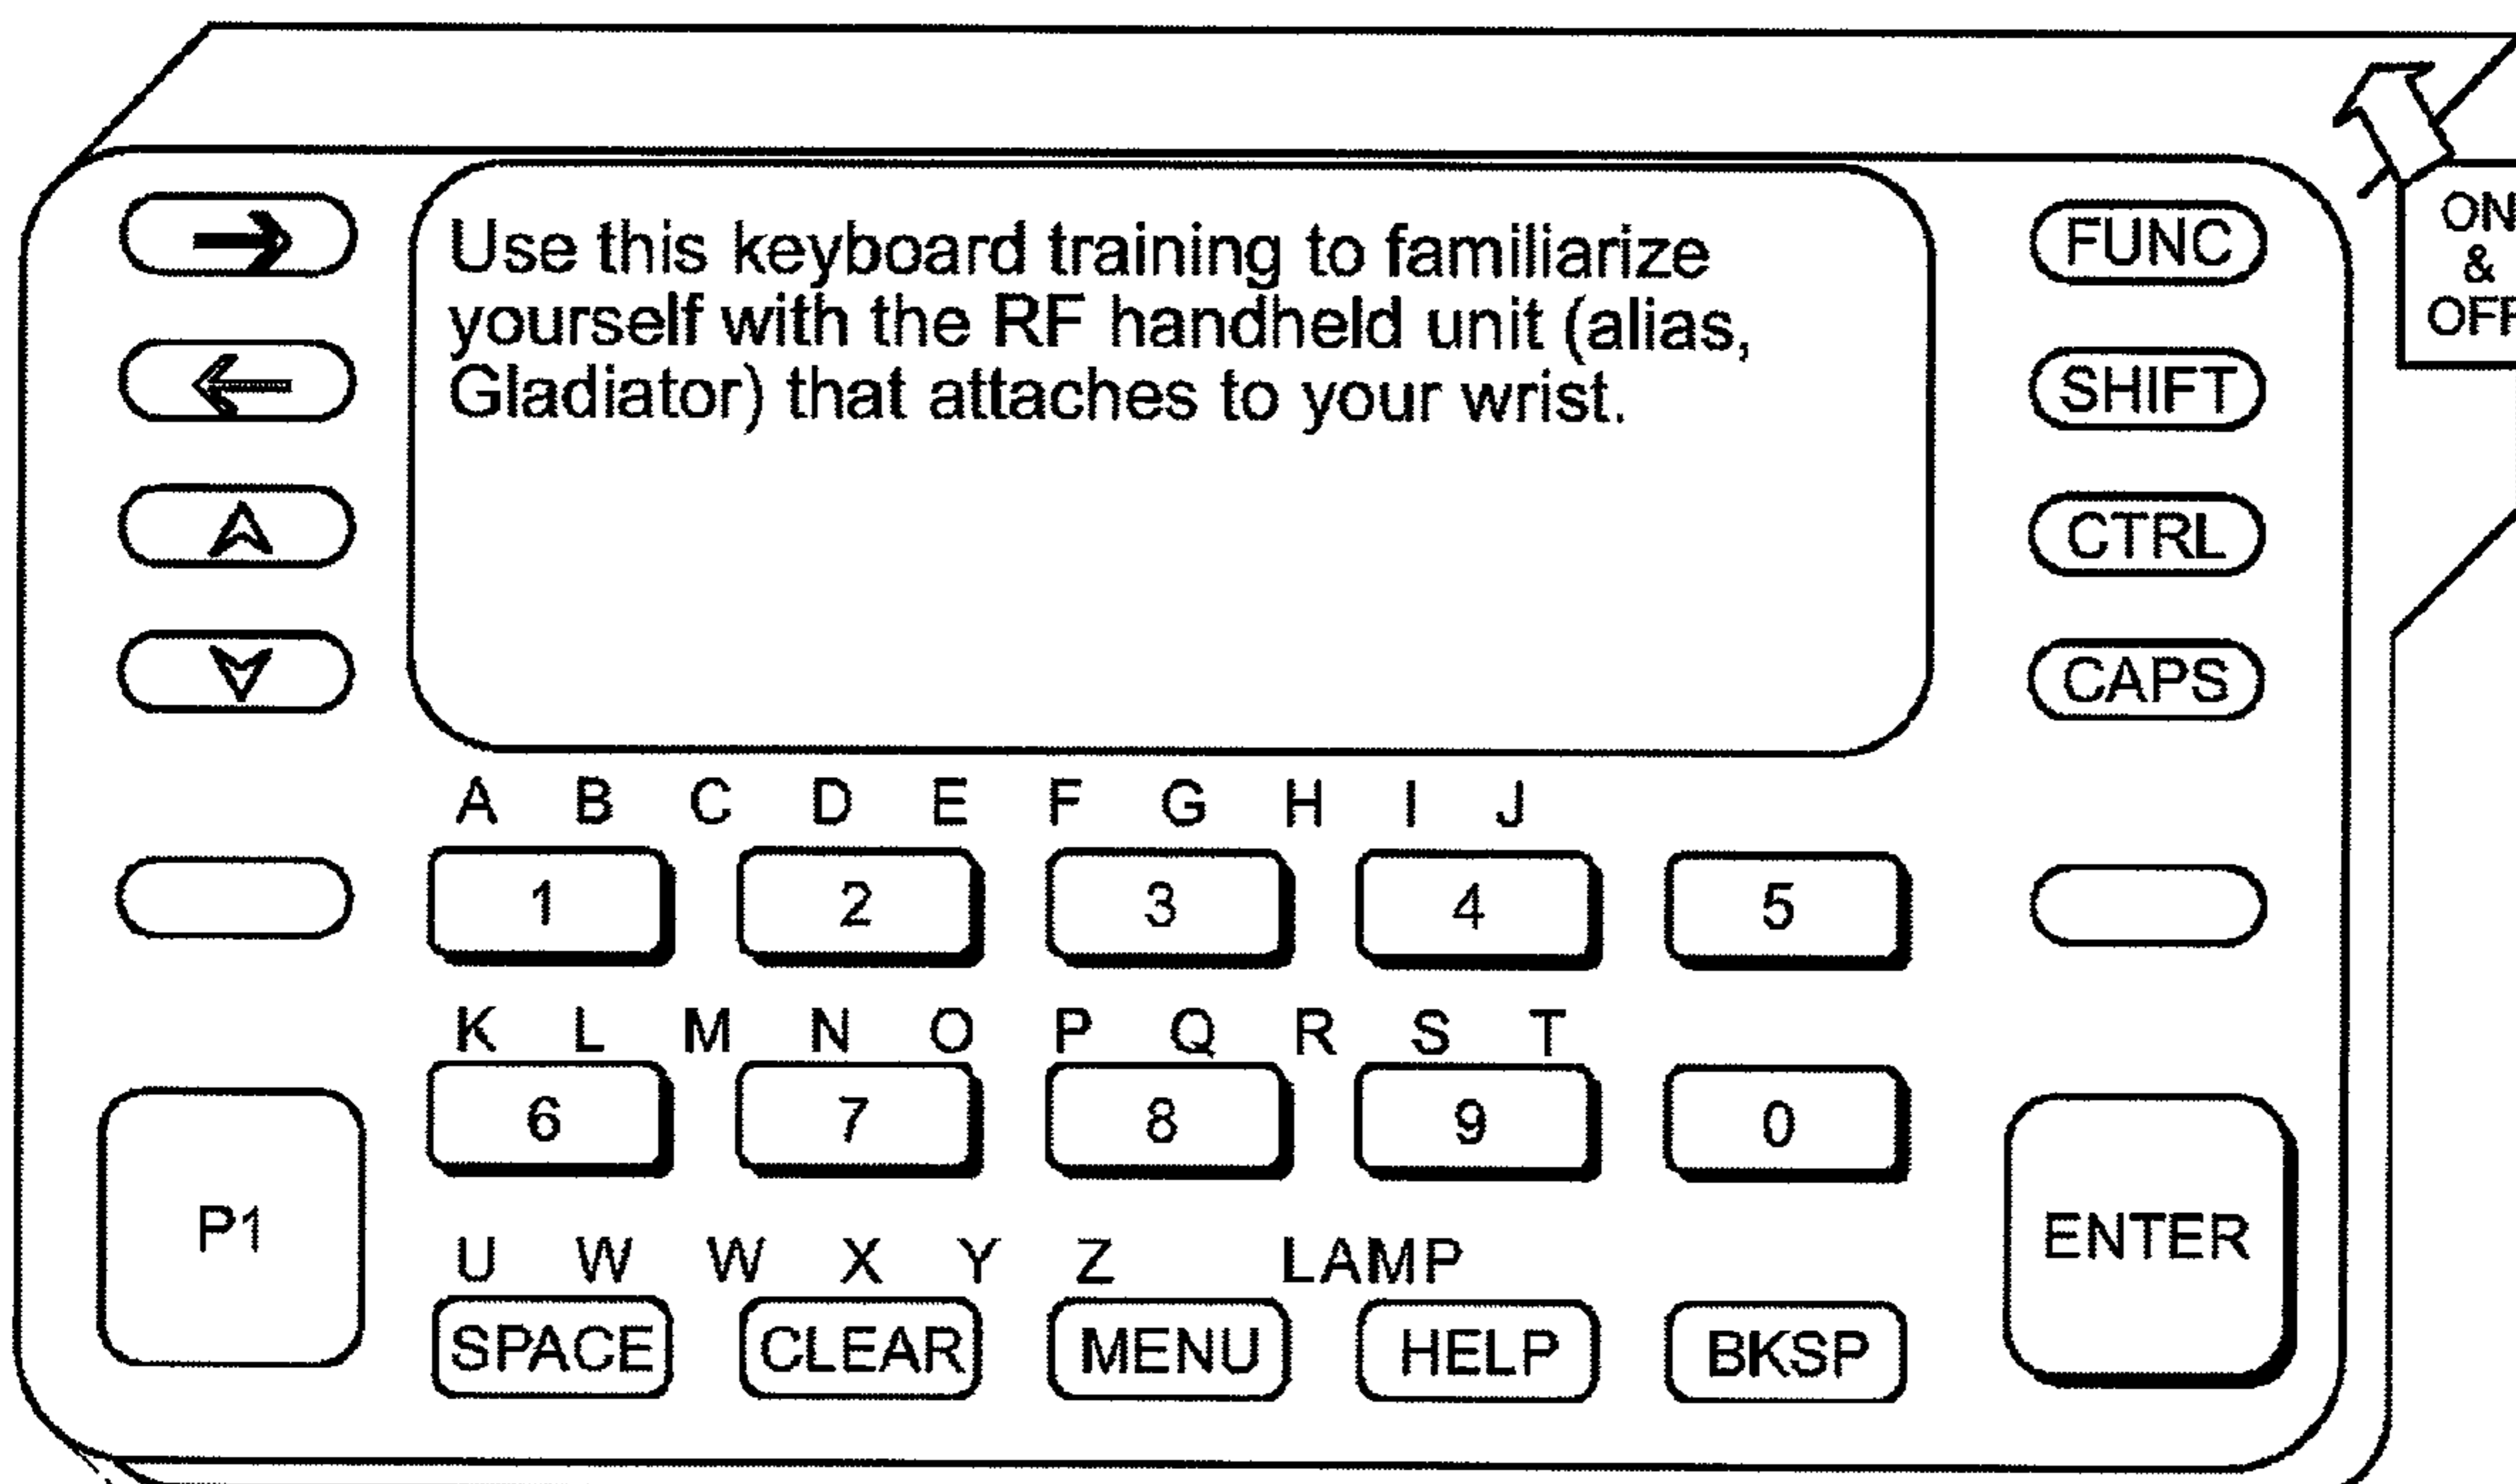 Use this keyboard training to familiarize
yourself with the RF handheld unit (alias,
Gladiator) that attaches to your wrist.
FUNC
SHIFT
CTRL
CAPS
ON
&
OFF
A B C D E F G H I J
1 2 3 4 5
K L M N O P Q R S T
6 7 8 9 0
P1
ENTER
U W W X Y Z LAMP
SPACE CLEAR MENU HELP BKSP